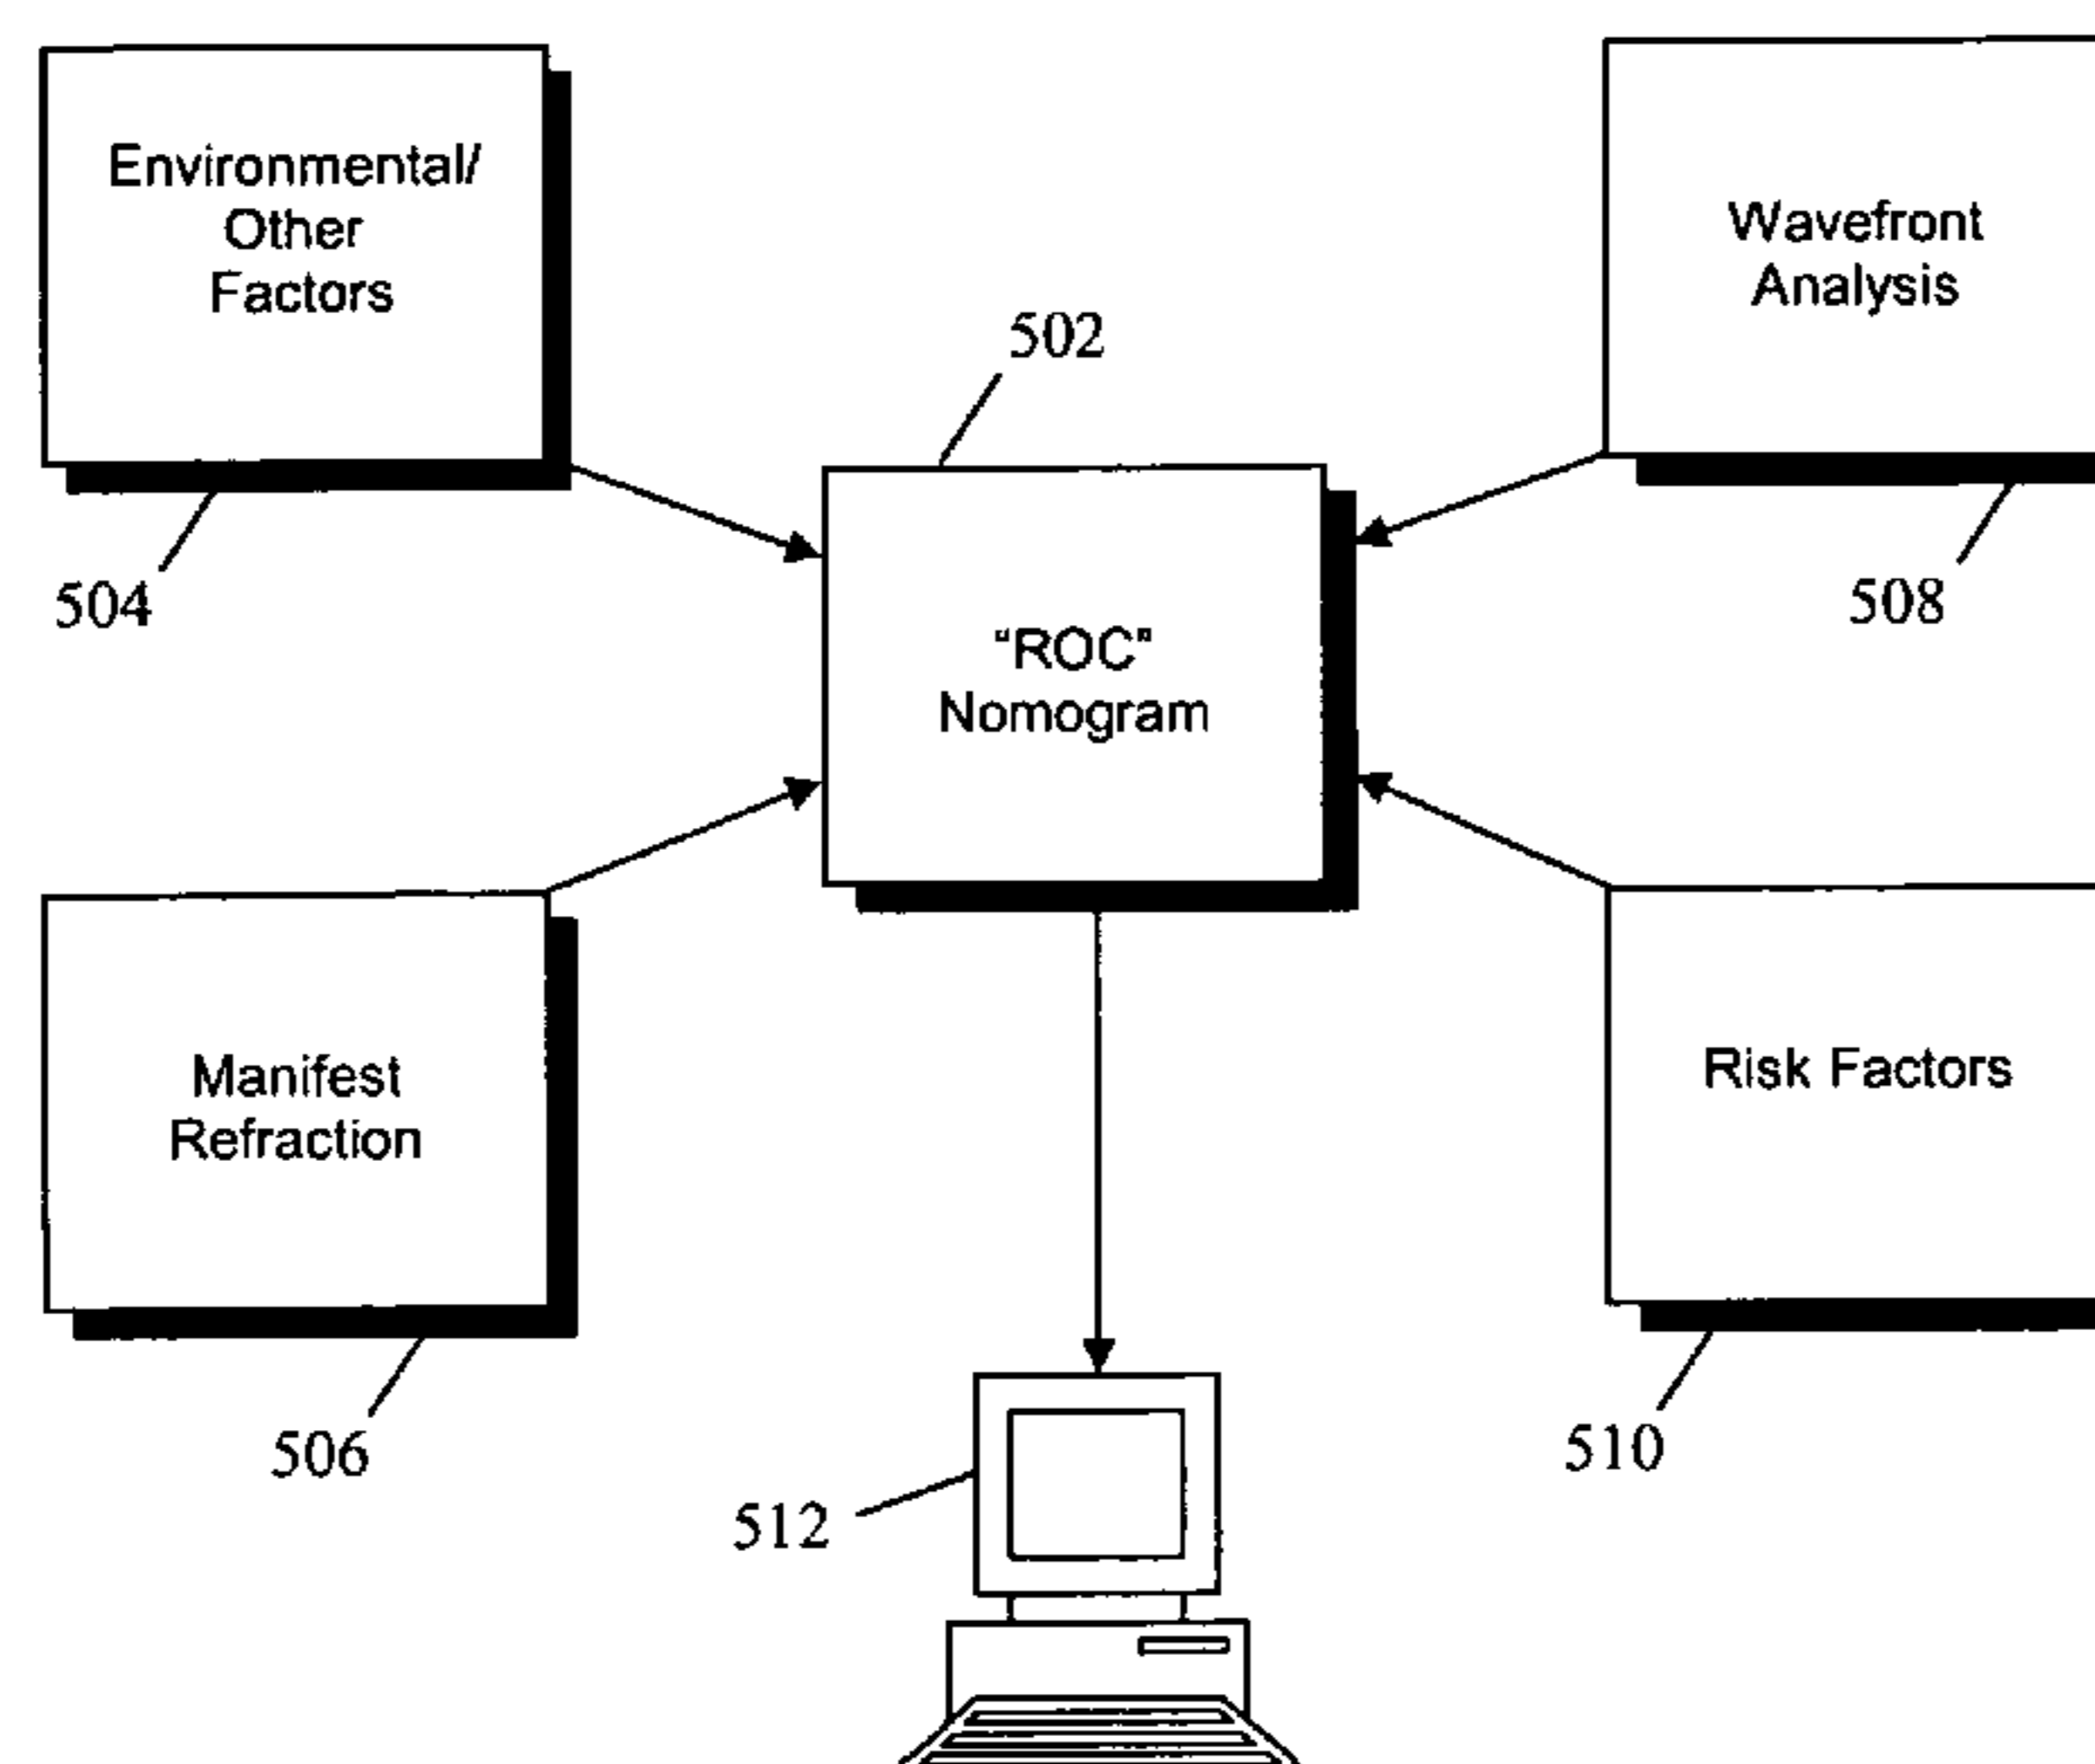 Environmental/
Other
Factors
504
Wavefront
Analysis
508
502
"ROC"
Nomogram
Manifest
Refraction
506
Risk Factors
510
512